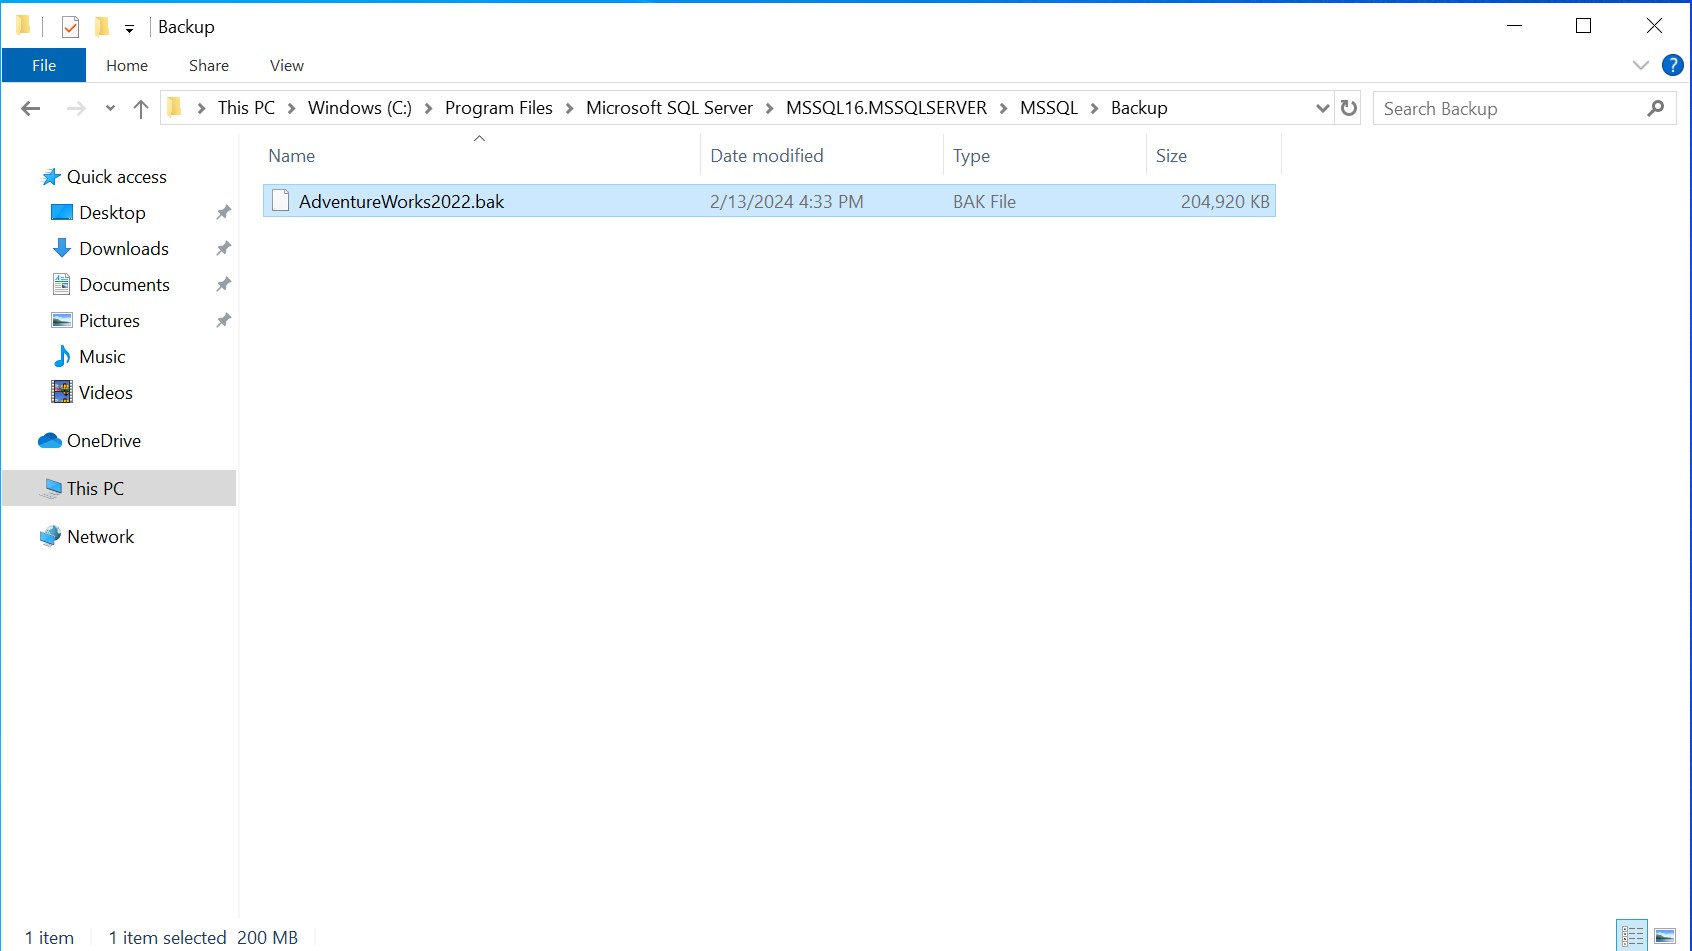 Backup
File Home Share View ?
This PC Windows (C:) Program Files Microsoft SQL Server MSSQL16.MSSQLSERVER MSSQL Backup Search Backup
Name Date modified Type Size
Quick access
AdventureWorks2022.bak 2/13/2024 4:33 PM BAK File 204,920 KB
Desktop
Downloads
Documents
Pictures
Music
Videos
OneDrive
This PC
Network
1 item 1 item selected 200 MB